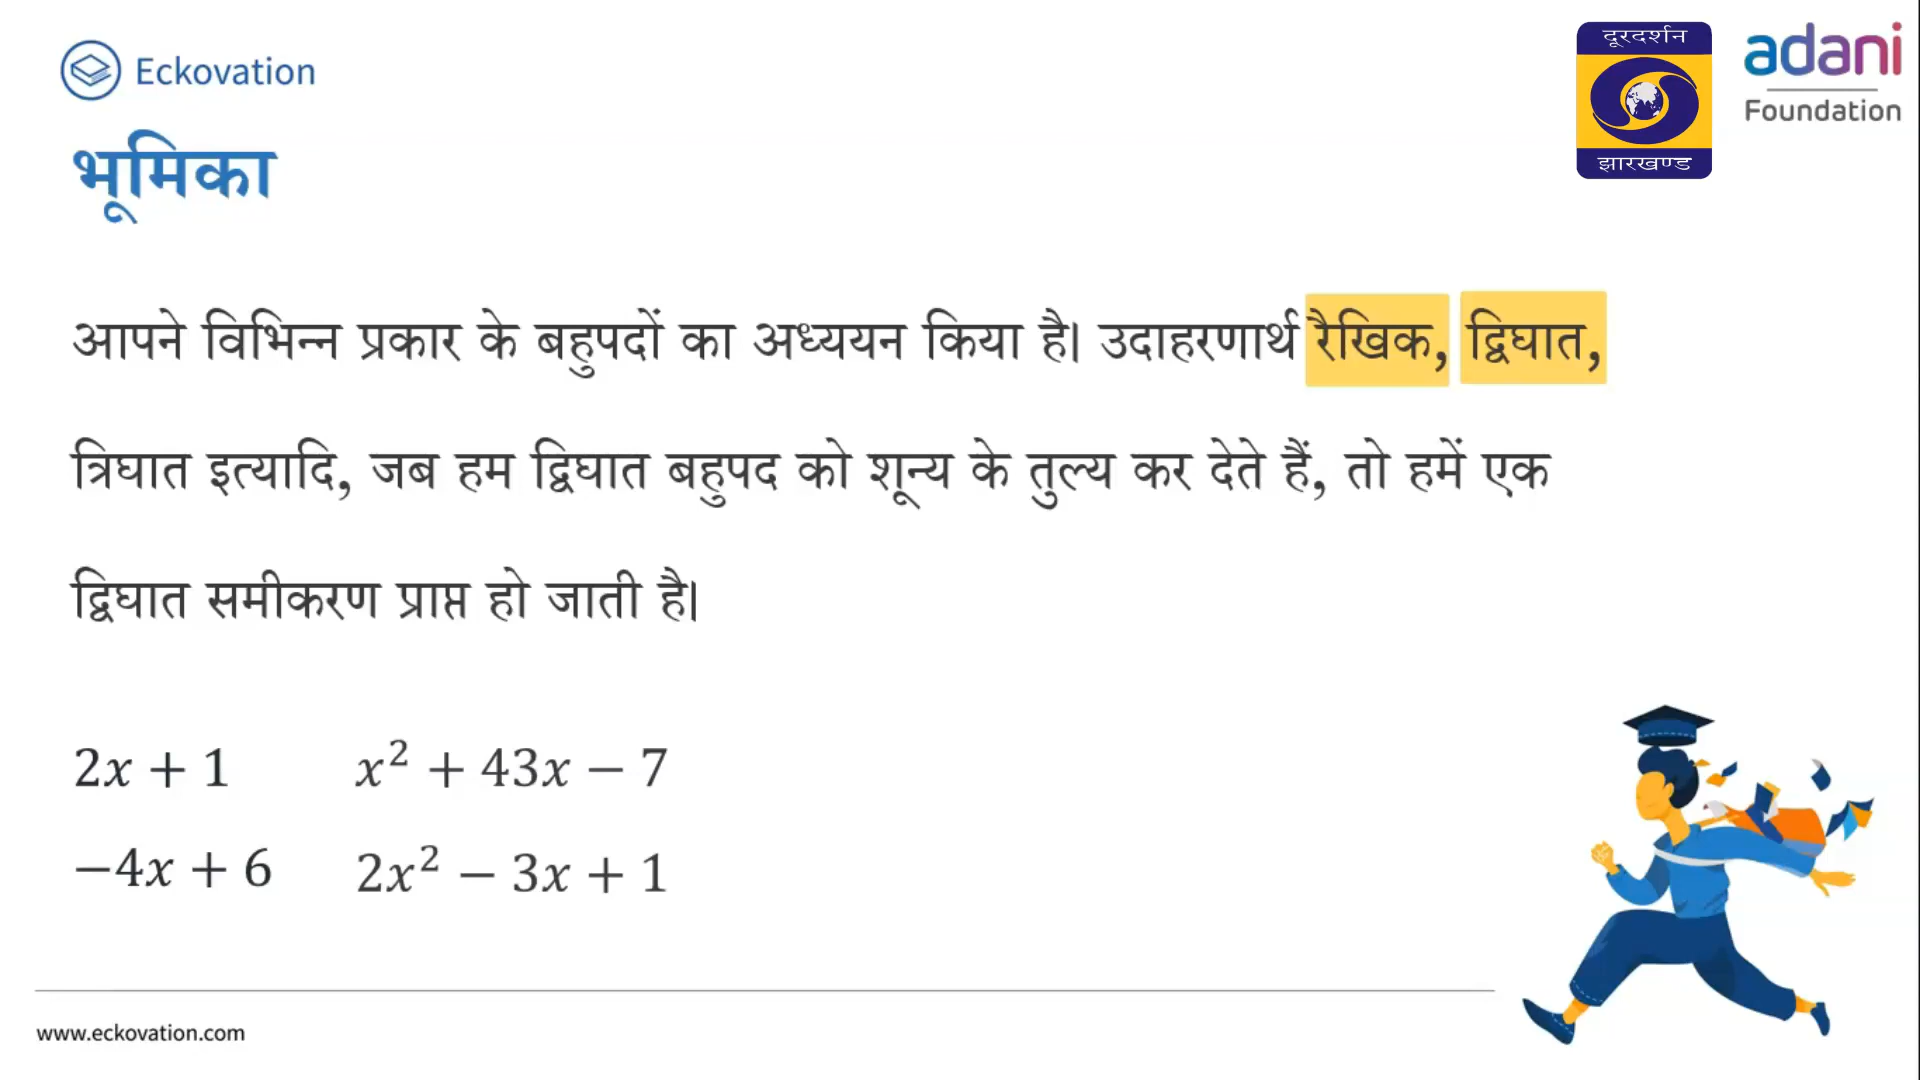 Eckovation
दूरदर्शन
झारखण्ड
adani
Foundation
भूमिका
आपने विभिन्न प्रकार के बहुपदों का अध्ययन किया है। उदाहरणार्थ रैखिक, द्विघात,
त्रिघात इत्यादि, जब हम द्विघात बहुपद को शून्य के तुल्य कर देते हैं, तो हमें एक
द्विघात समीकरण प्राप्त हो जाती है।
2x + 1 x² + 43x − 7
−4x + 6 2x² − 3x + 1
www.eckovation.com